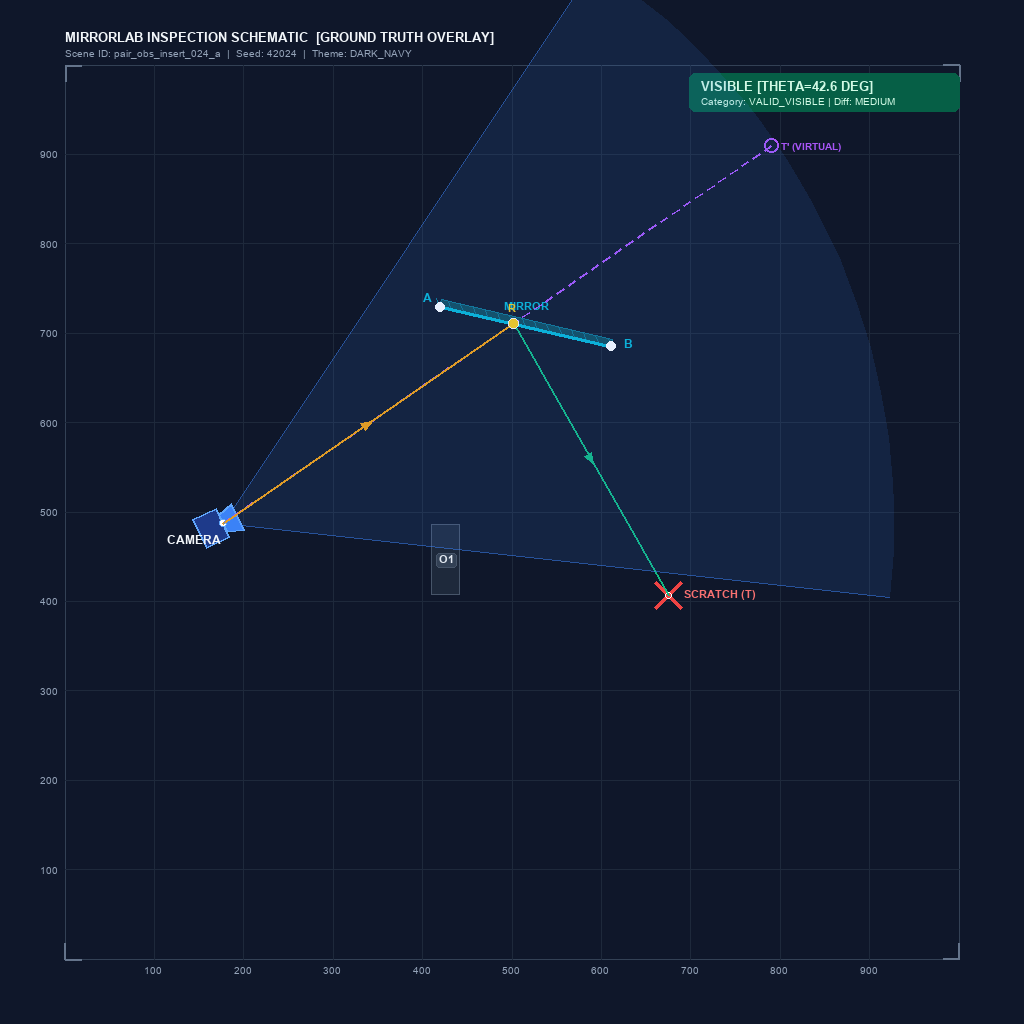 MIRRORLAB INSPECTION SCHEMATIC [GROUND TRUTH OVERLAY]
Scene ID: pair_obs_insert_024_a | Seed: 42024 | Theme: DARK_NAVY
VISIBLE [THETA=42.6 DEG]
Category: VALID_VISIBLE | Diff: MEDIUM
T' (VIRTUAL)
A
MIRROR
R
B
CAMERA
O1
SCRATCH (T)
900
800
700
600
500
400
300
200
100
100 200 300 400 500 600 700 800 900